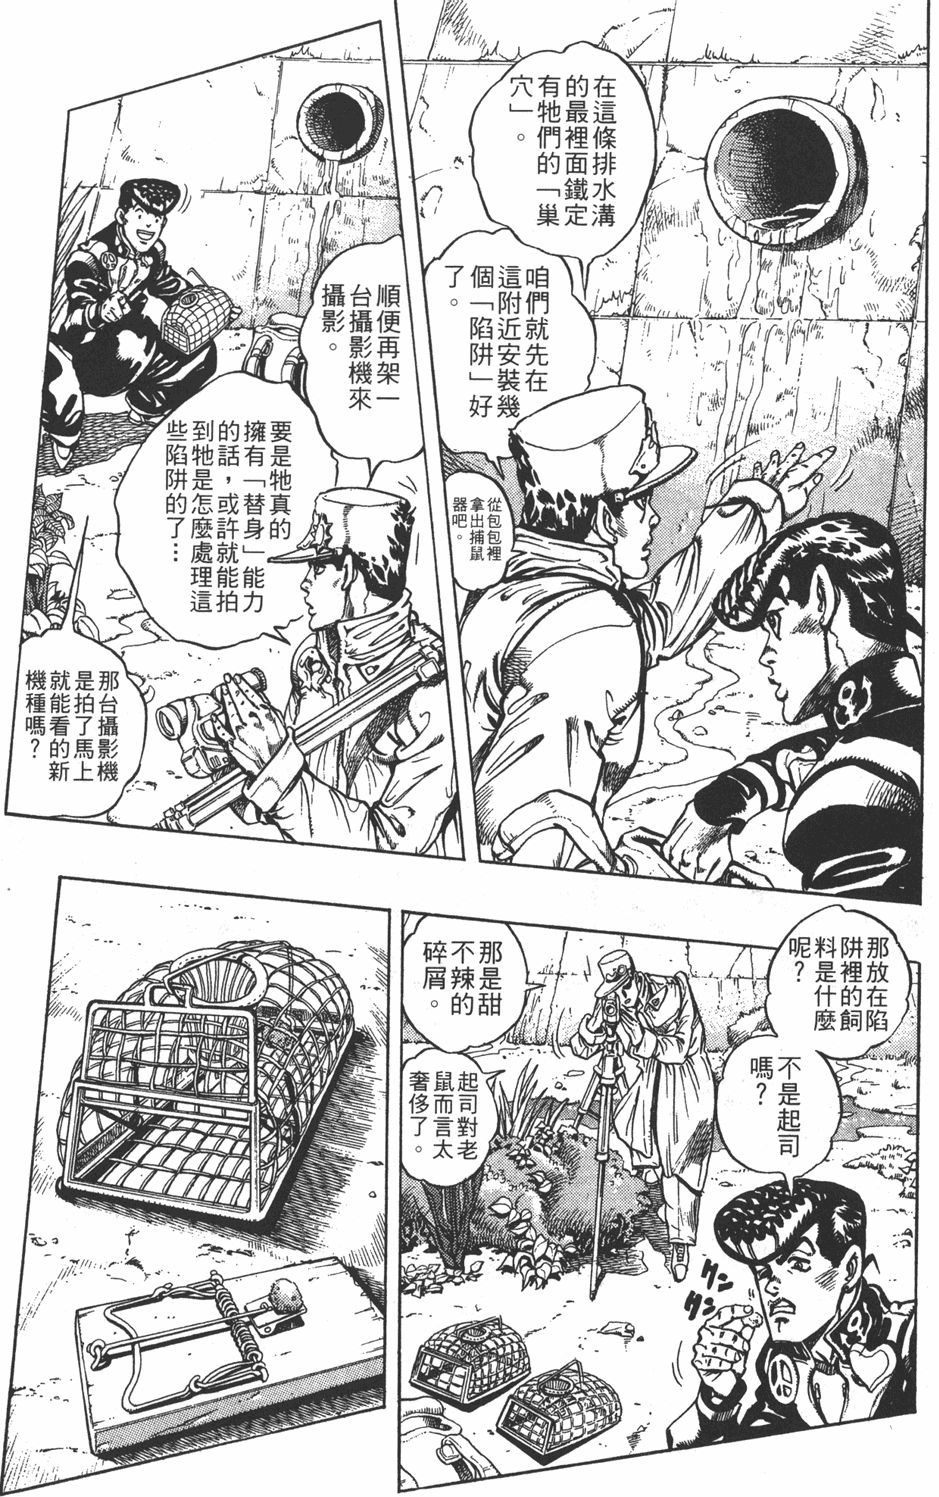 在這條排水溝
的最裡面鐵定
有牠們的「巢
穴」。
咱們就先在
這附近安裝幾
個「陷阱」好
了。
從包包裡
拿出捕鼠
器吧。
順便再架一
台攝影機來
攝影。
要是牠真的
擁有「替身」能力
的話，或許就能拍
到牠是怎麼處理這
些陷阱的了…
那台攝影機
是拍了馬上
就能看的新
機種嗎？
那放在陷
阱裡的飼
料是什麼
呢？
不是起司
嗎？
クン
クン
那是甜
不辣的
碎屑。
起司對老
鼠而言太
奢侈了。